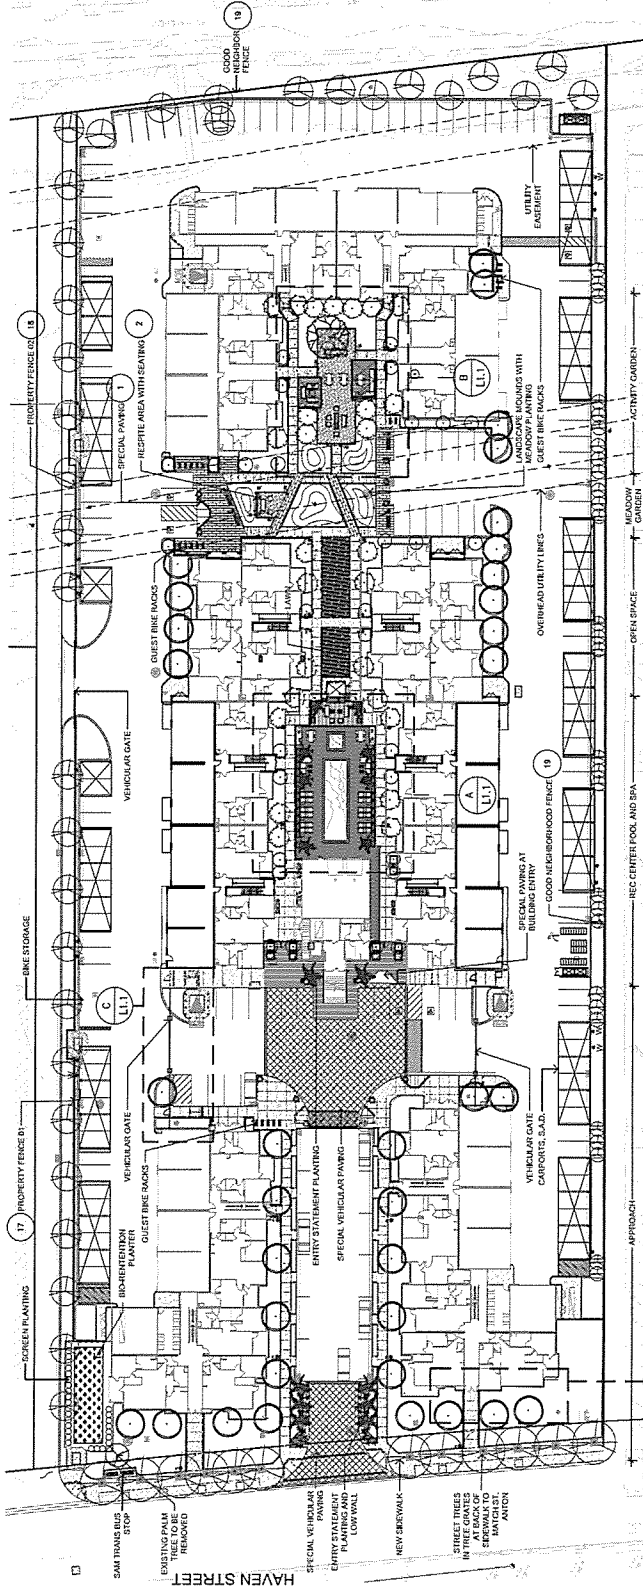 HAVEN STREET
SAM TRANS BUS
STOP
EXISTING PALM
TREE TO BE
REMOVED
SPECIAL VEHICULAR
PAVING
ENTRY STATEMENT
PLANTING AND
LOW WALL
NEW SIDEWALK
STREET TREES
IN TREE GRATES
AT BACK OF
SIDEWALK TO
MATCH ST.
ANTON
SCREEN PLANTING
17
PROPERTY FENCE 01
BIKE STORAGE
BIO-RENTENTION
PLANTER
VEHICULAR GATE
GUEST BIKE RACKS
C
L1.1
ENTRY STATEMENT PLANTING
SPECIAL VEHICULAR PAVING
VEHICULAR GATE
CARPORTS, S.A.D.
VEHICULAR GATE
GUEST BIKE RACKS
PROPERTY FENCE 02
18
SPECIAL PAVING
1
RESPITE AREA WITH SEATING
2
GOOD
NEIGHBOR
FENCE
19
LAWN
A
L1.1
B
L1.1
SPECIAL PAVING AT
BUILDING ENTRY
GOOD NEIGHBORHOOD FENCE
19
OVERHEAD UTILITY LINES
LANDSCAPE MOUNDS WITH
MEADOW PLANTING
GUEST BIKE RACKS
UTILITY
EASEMENT
APPROACH
REC CENTER POOL AND SPA
OPEN SPACE
MEADOW
GARDEN
ACTIVITY GARDEN